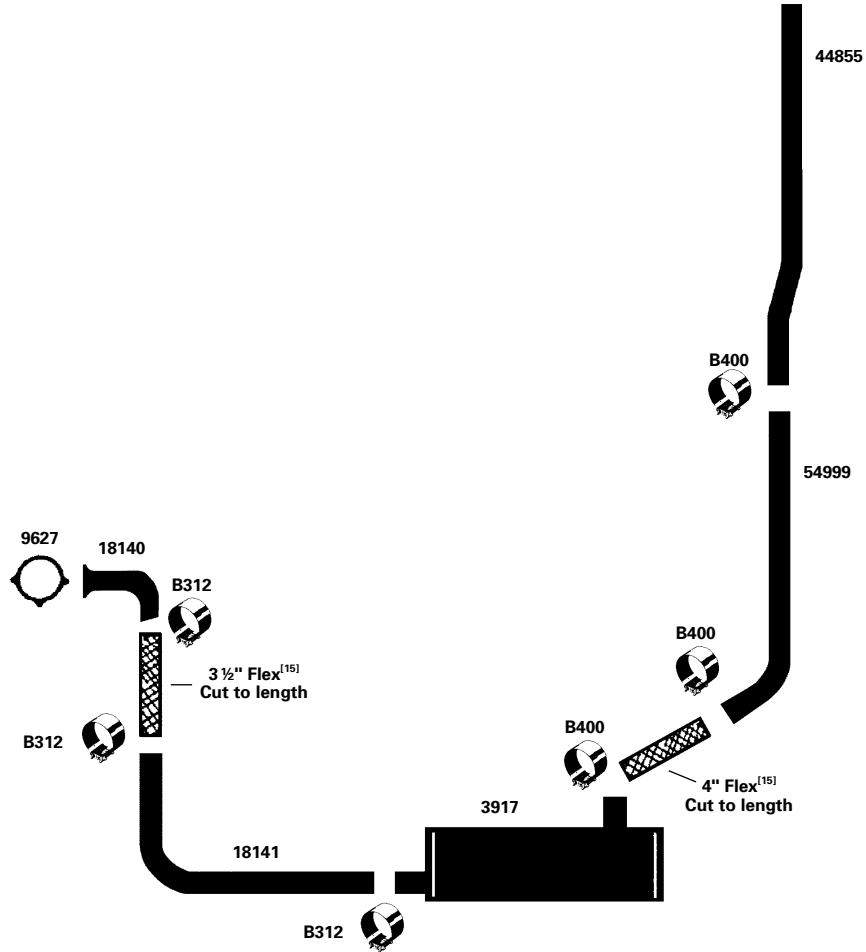 44855
B400
54999
9627
18140
B312
3 ½" Flex[15]
Cut to length
B400
B312
B400
4" Flex[15]
Cut to length
3917
18141
B312